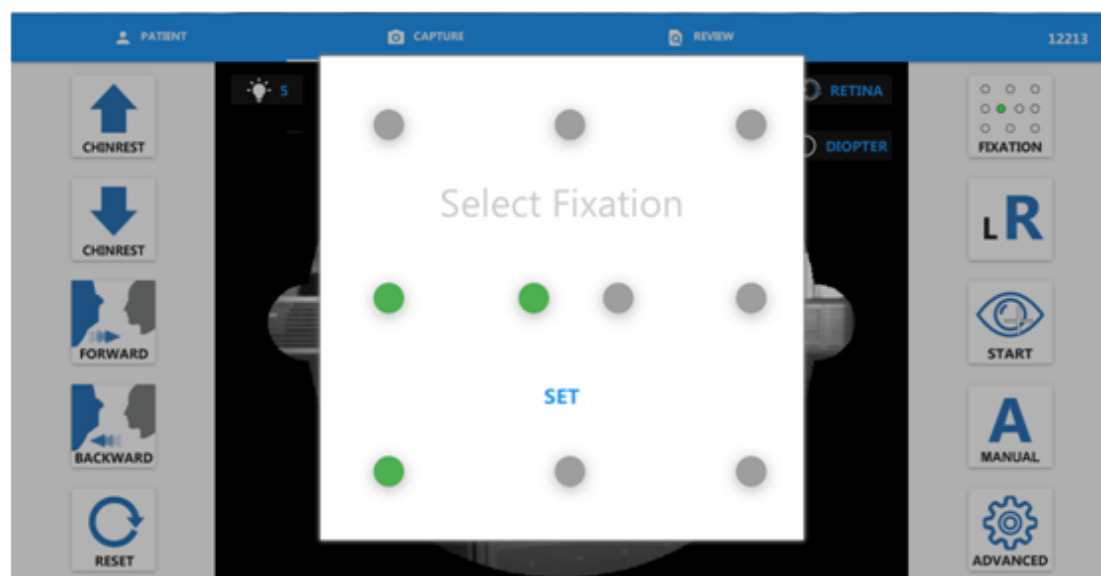 PATIENT
CAPTURE
REVIEW
12213
CHINREST
CHINREST
FORWARD
BACKWARD
RESET
5
RETINA
DIOPTER
Select Fixation
SET
FIXATION
L R
START
A
MANUAL
ADVANCED